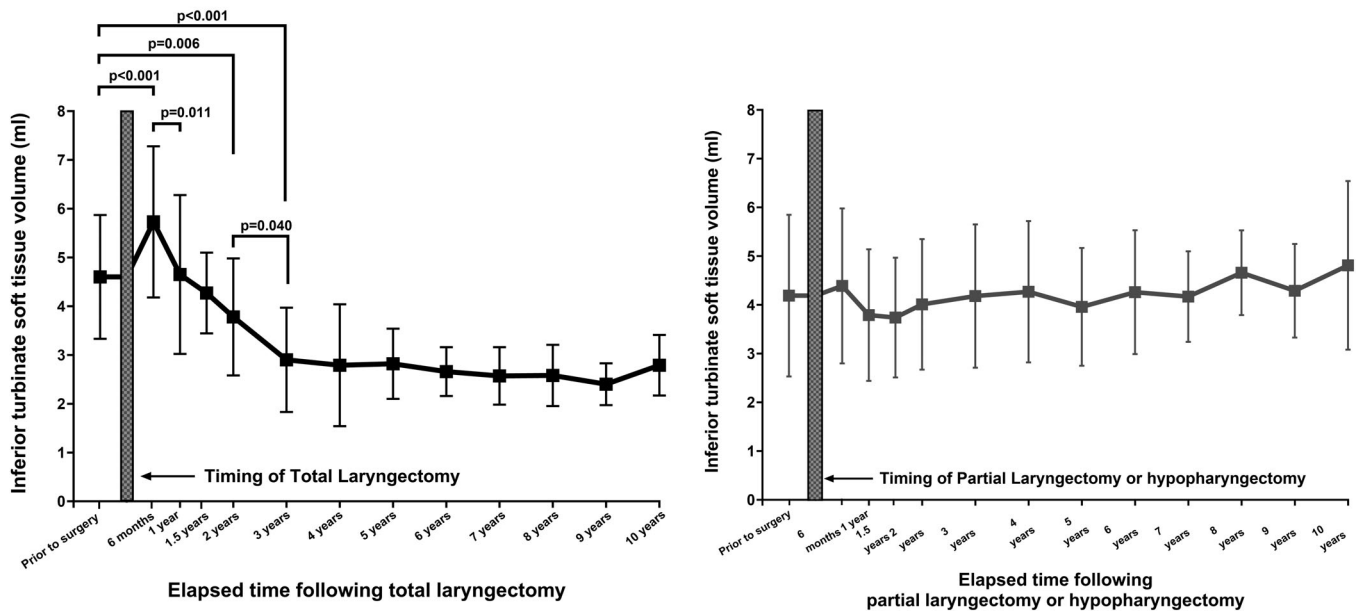 p<0.001
p=0.006
p<0.001
p=0.011
p=0.040
Inferior turbinate soft tissue volume (ml)
8
7
6
5
4
3
2
1
0
Timing of Total Laryngectomy
Prior to surgery
6 months
1 year
1.5 years
2 years
3 years
4 years
5 years
6 years
7 years
8 years
9 years
10 years
Elapsed time following total laryngectomy
Inferior turbinate soft tissue volume (ml)
8
7
6
5
4
3
2
1
0
Timing of Partial Laryngectomy or hypopharyngectomy
Prior to surgery
6
months 1 year
1.5
years 2
years
3
years
4
years
5
years
6
years
7
years
8
years
9
years
10
years
Elapsed time following
partial laryngectomy or hypopharyngectomy